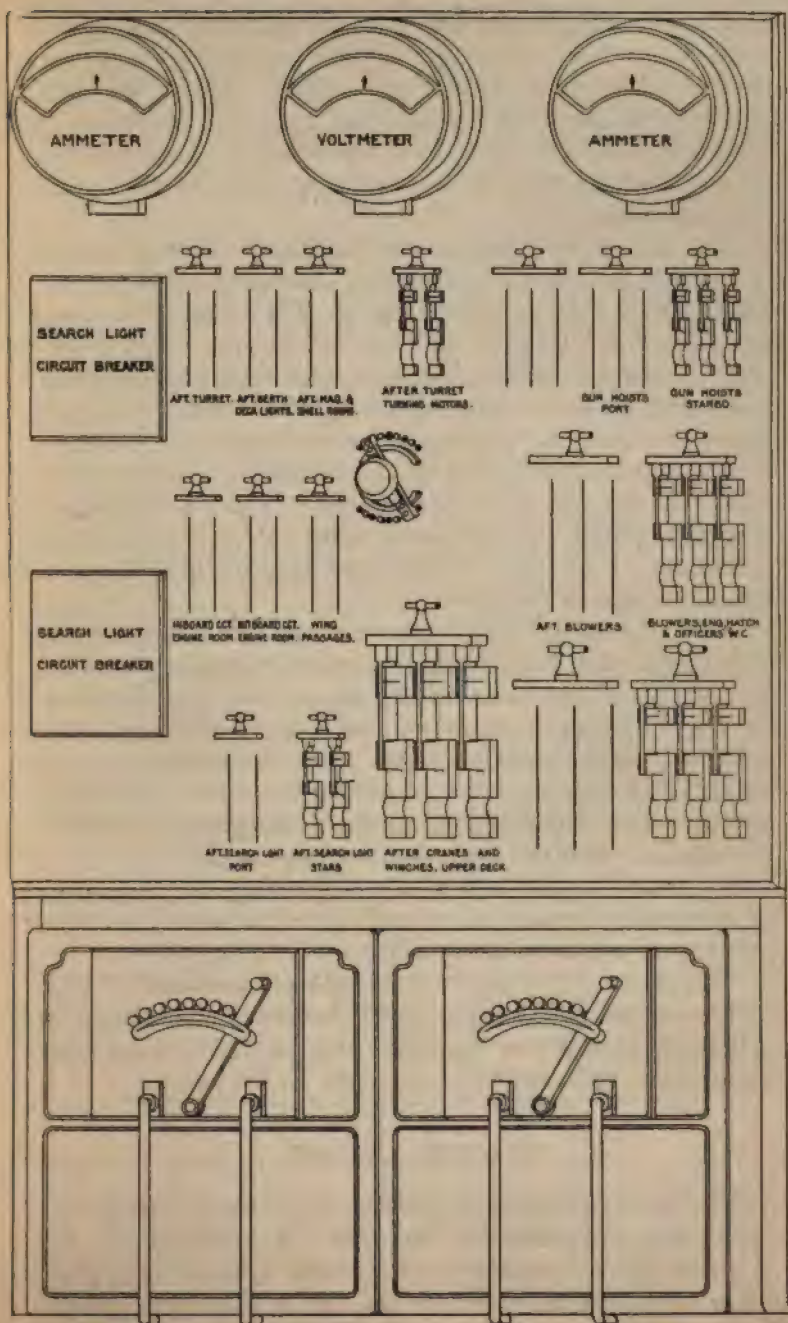 AMMETER
VOLTMETER
AMMETER
SEARCH LIGHT
CIRCUIT BREAKER
AFT. TURRET.
AFT. BERTH
DECK LIGHTS.
AFT. MAG. &
SHELL ROOMS.
AFTER TURRET
TURNING MOTORS.
GUN HOISTS
PORT
GUN HOISTS
STARBD.
SEARCH LIGHT
CIRCUIT BREAKER
INBOARD CCT.
ENGINE ROOM.
CCT.
ENGINE ROOM.
WING
PASSAGES.
AFT. BLOWERS
BLOWERS, ENG. HATCH
& OFFICERS' W.C.
AFT. SEARCH LIGHT
PORT
AFT. SEARCH LIGHT
STARB
AFTER CRANES AND
WINCHES, UPPER DECK